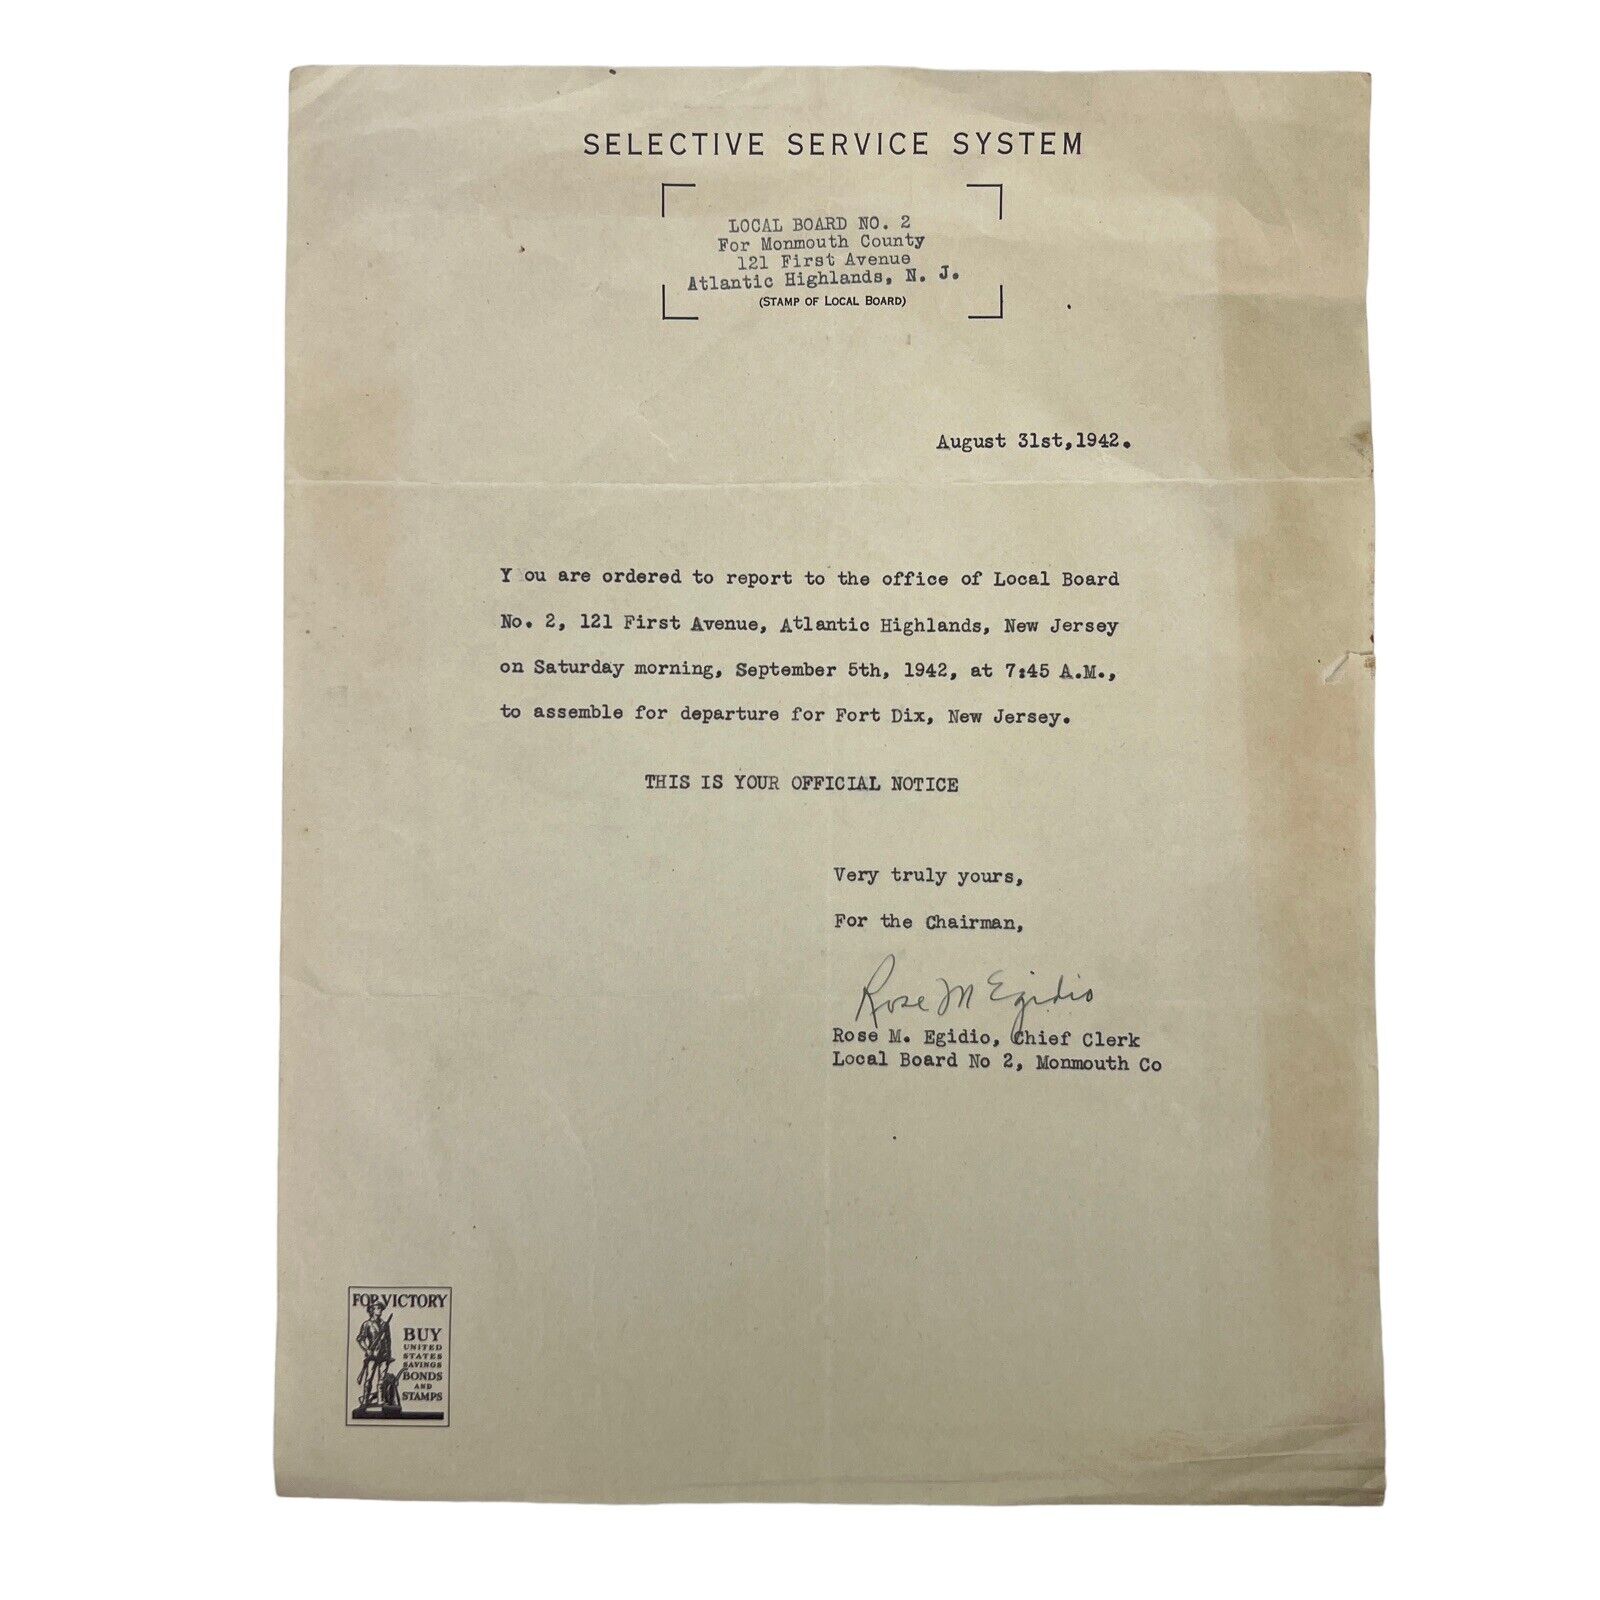 SELECTIVE SERVICE SYSTEM
LOCAL BOARD NO. 2
For Monmouth County
121 First Avenue
Atlantic Highlands, N. J.
(STAMP OF LOCAL BOARD)
August 31st,1942.
Y ou are ordered to report to the office of Local Board
No. 2, 121 First Avenue, Atlantic Highlands, New Jersey
on Saturday morning, September 5th, 1942, at 7:45 A.M.,
to assemble for departure for Fort Dix, New Jersey.
THIS IS YOUR OFFICIAL NOTICE
Very truly yours,
For the Chairman,
Rose M Egidio
Rose M. Egidio, Chief Clerk
Local Board No 2, Monmouth Co
FOR VICTORY
BUY
UNITED
STATES
SAVINGS
BONDS
AND
STAMPS